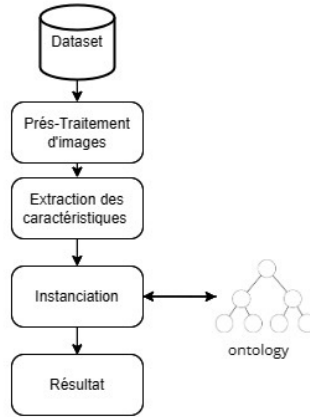 Dataset
Prés-Traitement
d'images
Extraction des
caractéristiques
Instanciation
ontology
Résultat